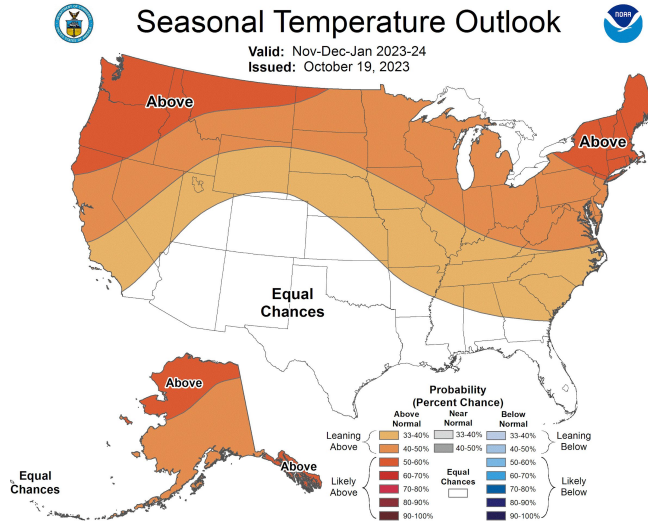 Seasonal Temperature Outlook
NOAA
Valid: Nov-Dec-Jan 2023-24
Issued: October 19, 2023
Above
Above
Equal
Chances
Above
Above
Equal
Chances
Probability
(Percent Chance)
Above
Normal
Near
Normal
Below
Normal
Leaning
Above
33-40%
33-40%
33-40%
Leaning
Below
40-50%
40-50%
40-50%
Likely
Above
50-60%
60-70%
70-80%
80-90%
90-100%
Equal
Chances
50-60%
60-70%
70-80%
80-90%
90-100%
Likely
Below